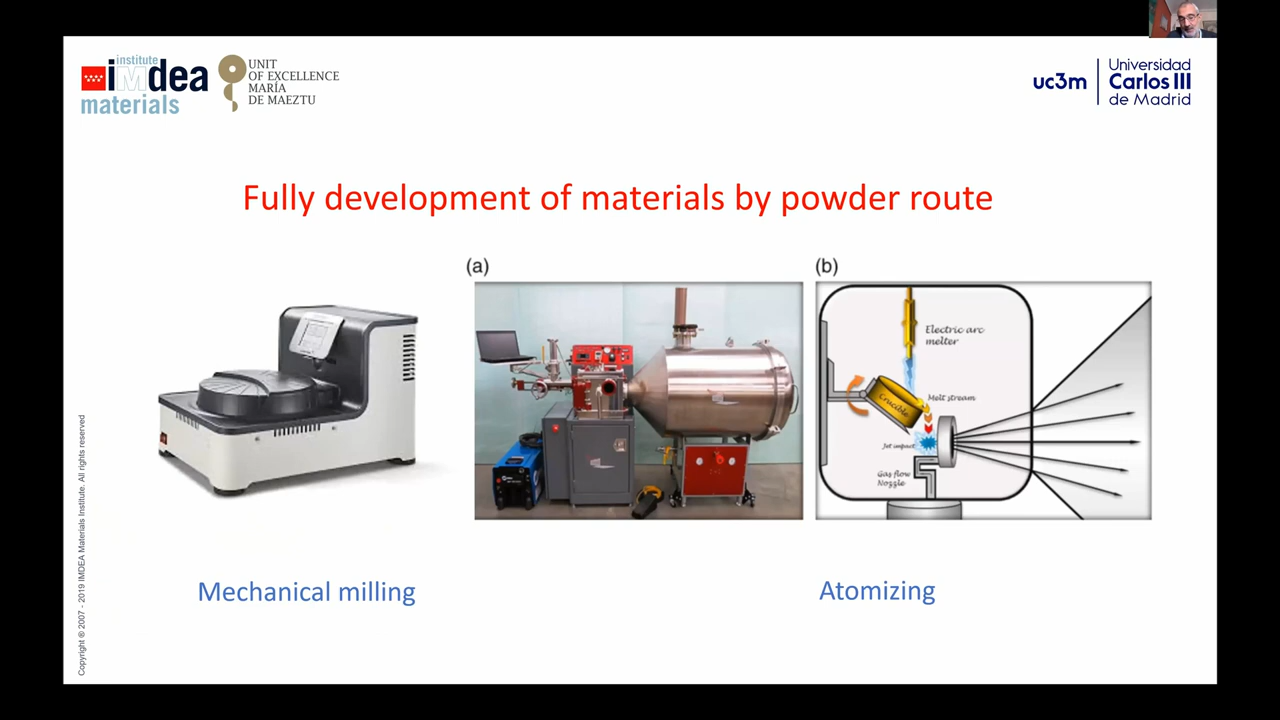 institute
iMdea
materials
UNIT
OF EXCELLENCE
MARÍA
DE MAEZTU
uc3m
Universidad
Carlos III
de Madrid
Fully development of materials by powder route
(a)
(b)
Electric arc
melter
Crucible
Melt stream
Jet impact
Gas flow
Nozzle
Mechanical milling
Atomizing
Copyright ® 2007 - 2019 IMDEA Materials Institute. All rights reserved